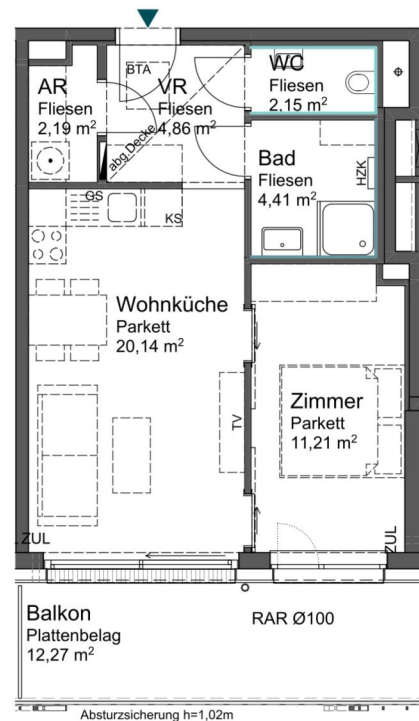 BTA
AR
Fliesen
2,19 m²
VR
Fliesen
4,86 m²
abg Decke
WC
Fliesen
2.15 m²
Bad
Fliesen
4,41 m²
HZK
GS
KS
Wohnküche
Parkett
20,14 m²
TV
Zimmer
Parkett
11,21 m²
ZUL
ZUL
Balkon
Plattenbelag
12,27 m²
RAR Ø100
Absturzsicherung h=1,02m